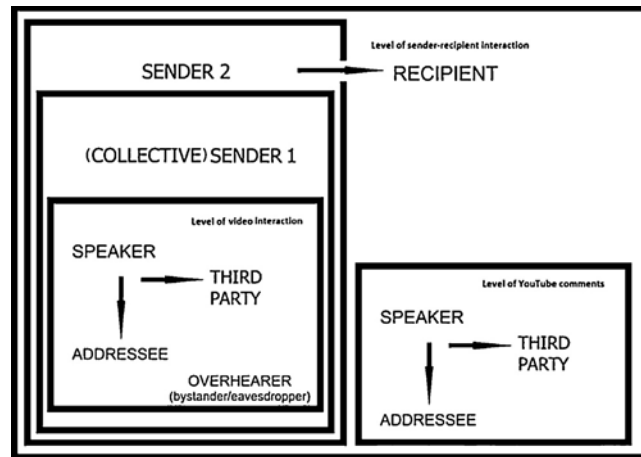 Level of sender-recipient interaction
SENDER 2
RECIPIENT
(COLLECTIVE) SENDER 1
Level of video interaction
SPEAKER
THIRD
PARTY
ADDRESSEE
OVERHEARER
(bystander/eavesdropper)
Level of YouTube comments
SPEAKER
THIRD
PARTY
ADDRESSEE